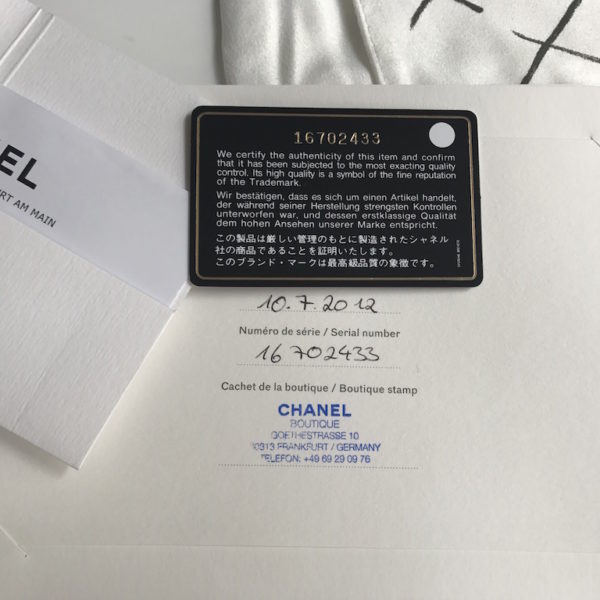 NEL
RT AM MAIN
16702433
We certify the authenticity of this item and confirm
that it has been subjected to the most exacting quality
control. Its high quality is a symbol of the fine reputation
of the Trademark.
Wir bestätigen, dass es sich um einen Artikel handelt,
der während seiner Herstellung strengsten Kontrollen
unterworfen war, und dessen erstklassige Qualität
dem hohen Ansehen unserer Marke entspricht.
この製品は厳しい管理のもとに製造されたシャネル
社の商品であることを証明いたします。
このブランド・マークは最高級品質の象徴です。
10.7.2012
Numéro de série / Serial number
16702433
Cachet de la boutique / Boutique stamp
CHANEL
BOUTIQUE
GOETHESTRASSE 10
60313 FRANKFURT / GERMANY
TELEFON: +49 69 29 09 76